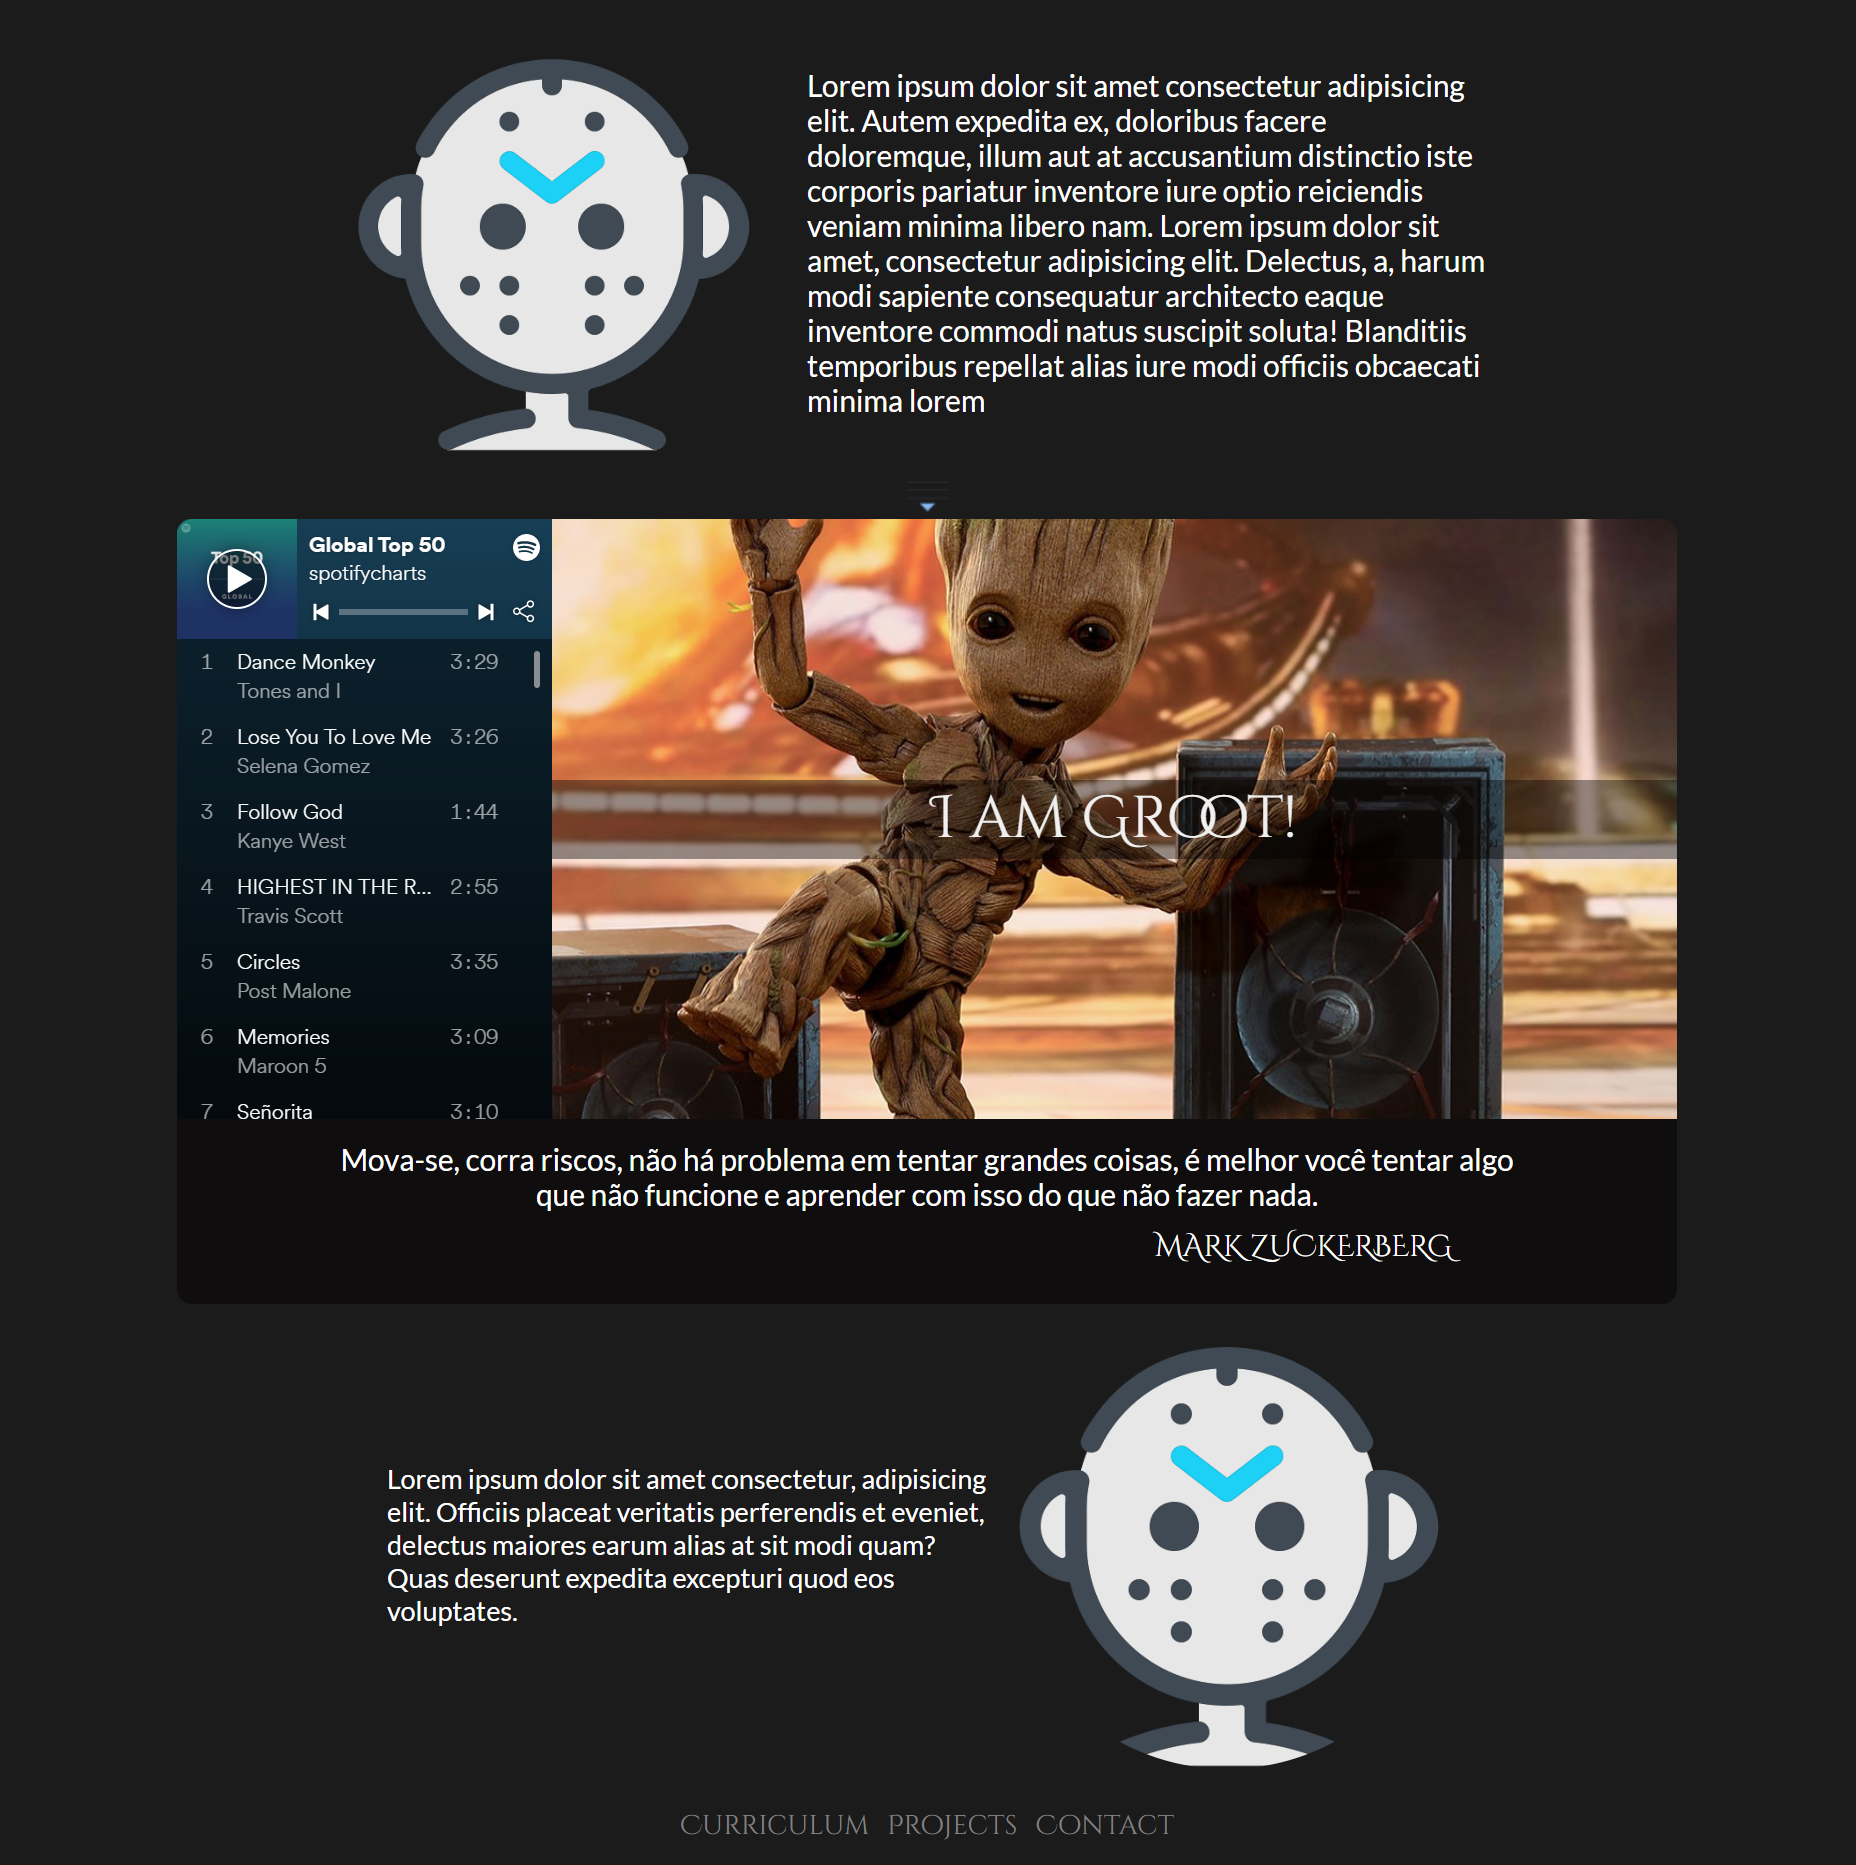 Lorem ipsum dolor sit amet consectetur adipisicing
elit. Autem expedita ex, doloribus facere
doloremque, illum aut at accusantium distinctio iste
corporis pariatur inventore iure optio reiciendis
veniam minima libero nam. Lorem ipsum dolor sit
amet, consectetur adipisicing elit. Delectus, a, harum
modi sapiente consequatur architecto eaque
inventore commodi natus suscipit soluta! Blanditiis
temporibus repellat alias iure modi officiis obcaecati
minima lorem
Top 50
GLOBAL
Global Top 50
spotifycharts
1 Dance Monkey 3:29
Tones and I
2 Lose You To Love Me 3:26
Selena Gomez
3 Follow God 1:44
Kanye West
4 HIGHEST IN THE R... 2:55
Travis Scott
5 Circles 3:35
Post Malone
6 Memories 3:09
Maroon 5
7 Señorita 3:10
I AM GROOT!
Mova-se, corra riscos, não há problema em tentar grandes coisas, é melhor você tentar algo
que não funcione e aprender com isso do que não fazer nada.
MARK ZUCKERBERG
Lorem ipsum dolor sit amet consectetur, adipisicing
elit. Officiis placeat veritatis perferendis et eveniet,
delectus maiores earum alias at sit modi quam?
Quas deserunt expedita excepturi quod eos
voluptates.
CURRICULUM PROJECTS CONTACT